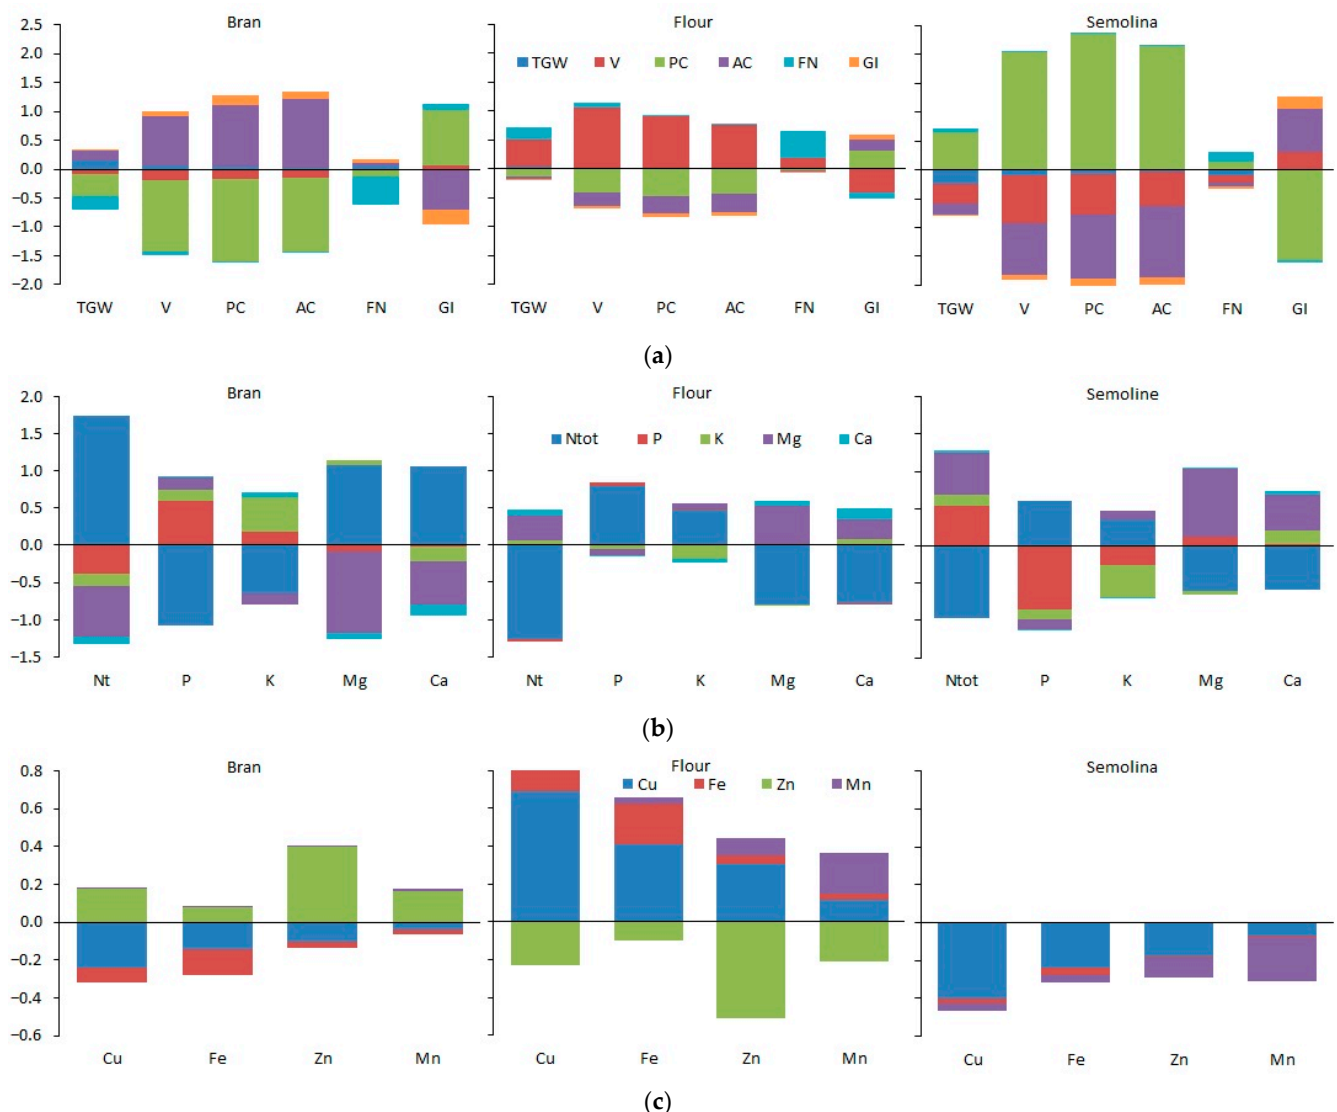 (a)
Bran Flour Semolina
TGW V PC AC FN GI
2.5
2.0
1.5
1.0
0.5
0.0
−0.5
−1.0
−1.5
−2.0
TGW V PC AC FN GI TGW V PC AC FN GI TGW V PC AC FN GI
(b)
Bran Flour Semoline
Ntot P K Mg Ca
2.0
1.5
1.0
0.5
0.0
−0.5
−1.0
−1.5
Nt P K Mg Ca Nt P K Mg Ca Ntot P K Mg Ca
(c)
Bran Flour Semolina
Cu Fe Zn Mn
0.8
0.6
0.4
0.2
0.0
−0.2
−0.4
−0.6
Cu Fe Zn Mn Cu Fe Zn Mn Cu Fe Zn Mn